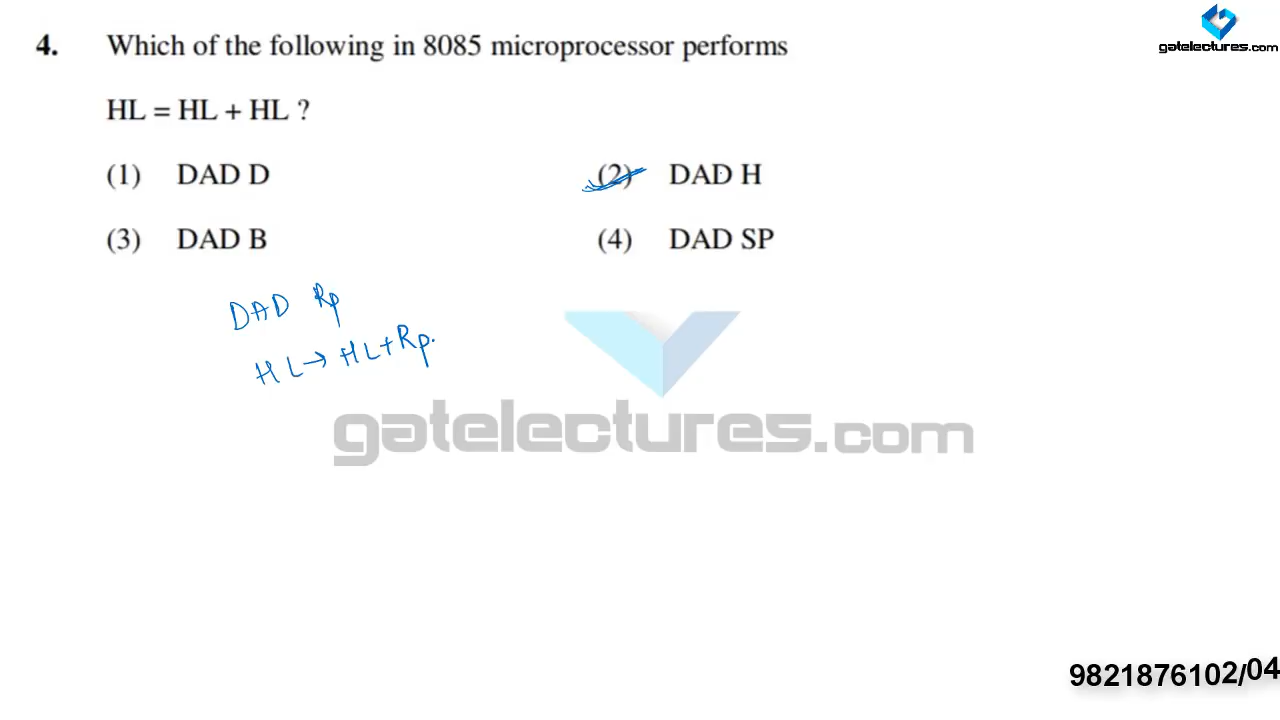 gatelectures.com
4. Which of the following in 8085 microprocessor performs
HL = HL + HL ?
(1) DAD D (2) DAD H
(3) DAD B (4) DAD SP
DAD Rp
HL → HL + Rp.
gatelectures.com
9821876102/04